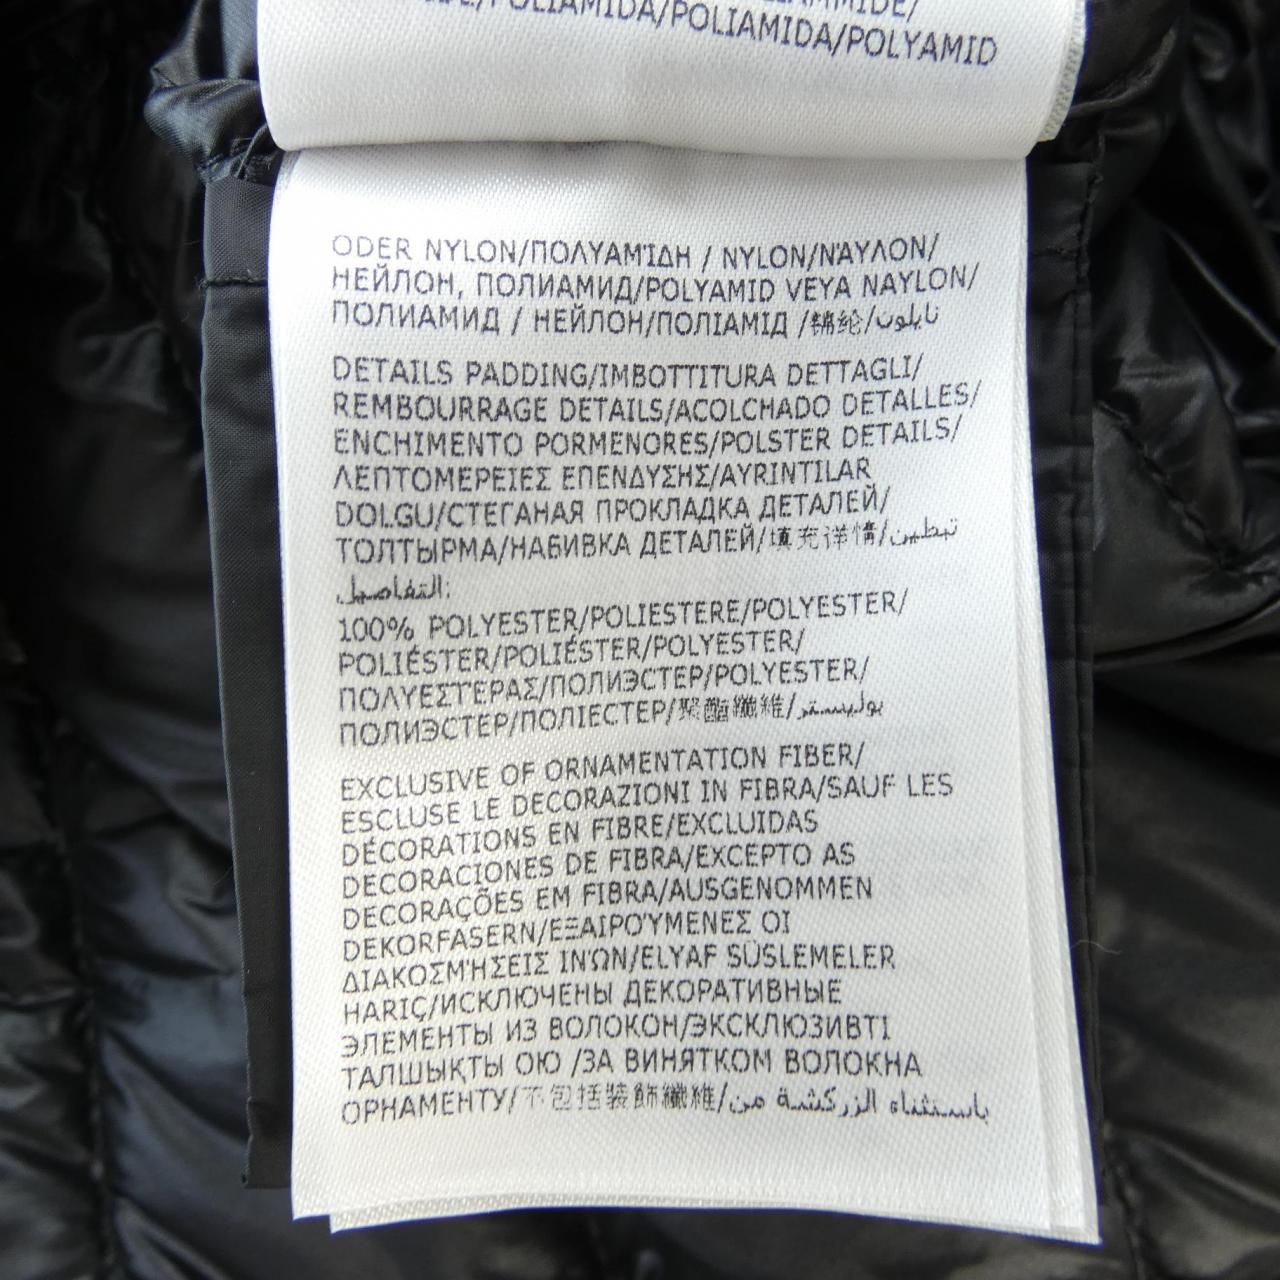 POLIAMIDA/POLIAMIDA/POLYAMID
ODER NYLON/ΠΟΛΥΑΜΊΔΗ / NYLON/ΝΆΥΛΟΝ/
НЕЙЛОН, ПОЛИАМИД/POLYAMID VEYA NAYLON/
ПОЛИАМИД / НЕЙЛОН/ПОЛІАМІД /锦纶/نايلون
DETAILS PADDING/IMBOTTITURA DETTAGLI/
REMBOURRAGE DETAILS/ACOLCHADO DETALLES/
ENCHIMENTO PORMENORES/POLSTER DETAILS/
ΛΕΠΤΟΜΕΡΕΙΕΣ ΕΠΕΝΔΥΣΗΣ/AYRINTILAR
DOLGU/СТЕГАНАЯ ПРОКЛАДКА ДЕТАЛЕЙ/
ТОЛТЫРМА/НАБИВКА ДЕТАЛЕЙ/填充详情/تبطين
التفاصيل:
100% POLYESTER/POLIESTERE/POLYESTER/
POLIÉSTER/POLIÉSTER/POLYESTER/
ΠΟΛΥΕΣΤΕΡΑΣ/ПОЛИЭСТЕР/POLYESTER/
ПОЛИЭСТЕР/ПОЛІЕСТЕР/聚酯纖維/بوليستر
EXCLUSIVE OF ORNAMENTATION FIBER/
ESCLUSE LE DECORAZIONI IN FIBRA/SAUF LES
DÉCORATIONS EN FIBRE/EXCLUIDAS
DECORACIONES DE FIBRA/EXCEPTO AS
DECORAÇÕES EM FIBRA/AUSGENOMMEN
DEKORFASERN/ΕΞΑΙΡΟΎΜΕΝΕΣ ΟΙ
ΔΙΑΚΟΣΜΉΣΕΙΣ ΙΝΏΝ/ELYAF SÜSLEMELER
HARIÇ/ИСКЛЮЧЕНЫ ДЕКОРАТИВНЫЕ
ЭЛЕМЕНТЫ ИЗ ВОЛОКОН/ЭКСКЛЮЗИВТІ
ТАЛШЫҚТЫ ОЮ /ЗА ВИНЯТКОМ ВОЛОКНА
ОРНАМЕНТУ/不包括裝飾纖維/باستثناء الزركشة من